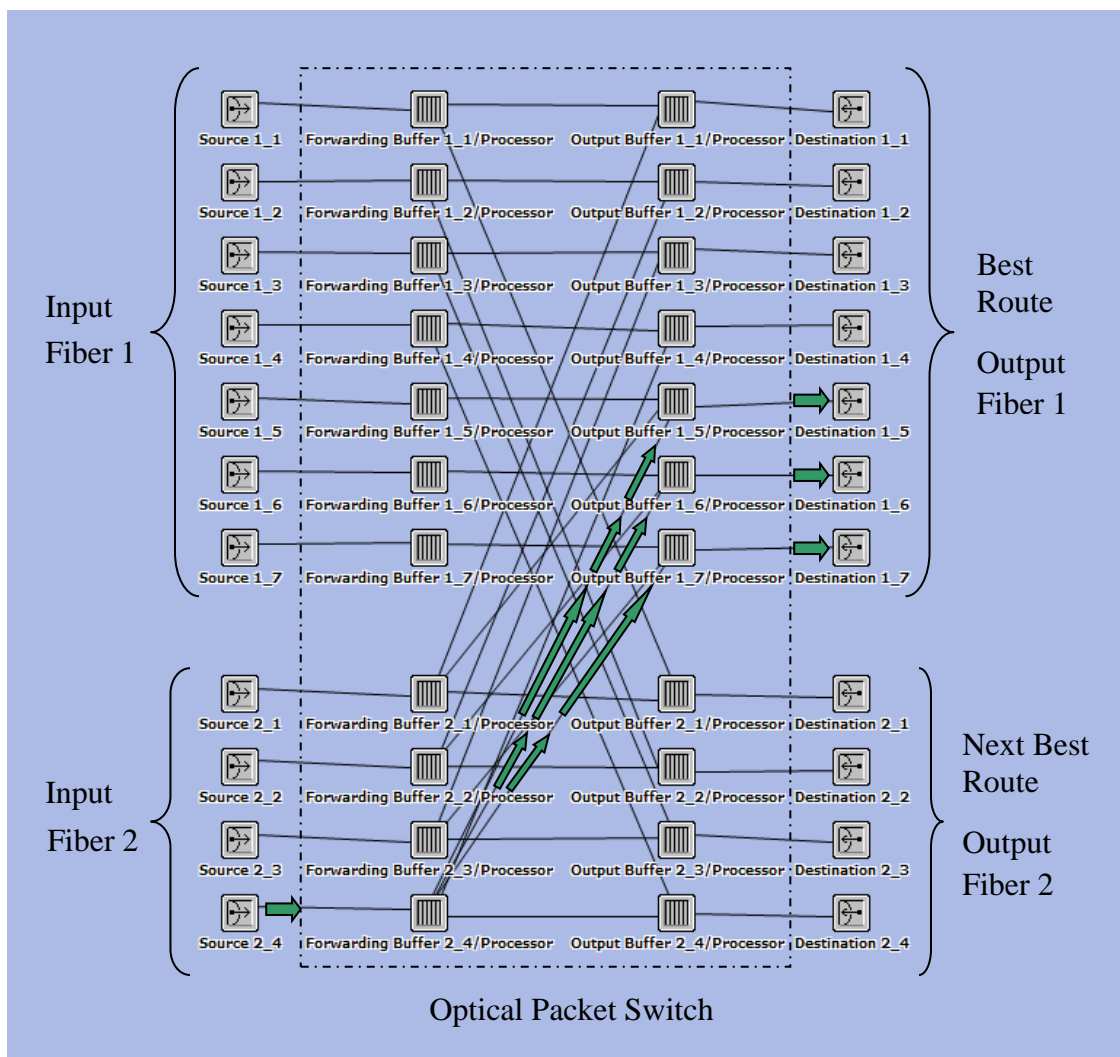 Source 1_1 Forwarding Buffer 1_1/Processor Output Buffer 1_1/Processor Destination 1_1
Source 1_2 Forwarding Buffer 1_2/Processor Output Buffer 1_2/Processor Destination 1_2
Source 1_3 Forwarding Buffer 1_3/Processor Output Buffer 1_3/Processor Destination 1_3
Source 1_4 Forwarding Buffer 1_4/Processor Output Buffer 1_4/Processor Destination 1_4
Source 1_5 Forwarding Buffer 1_5/Processor Output Buffer 1_5/Processor Destination 1_5
Source 1_6 Forwarding Buffer 1_6/Processor Output Buffer 1_6/Processor Destination 1_6
Source 1_7 Forwarding Buffer 1_7/Processor Output Buffer 1_7/Processor Destination 1_7
Input
Fiber 1
Best
Route
Output
Fiber 1
Source 2_1 Forwarding Buffer 2_1/Processor Output Buffer 2_1/Processor Destination 2_1
Source 2_2 Forwarding Buffer 2_2/Processor Output Buffer 2_2/Processor Destination 2_2
Source 2_3 Forwarding Buffer 2_3/Processor Output Buffer 2_3/Processor Destination 2_3
Source 2_4 Forwarding Buffer 2_4/Processor Output Buffer 2_4/Processor Destination 2_4
Input
Fiber 2
Next Best
Route
Output
Fiber 2
Optical Packet Switch